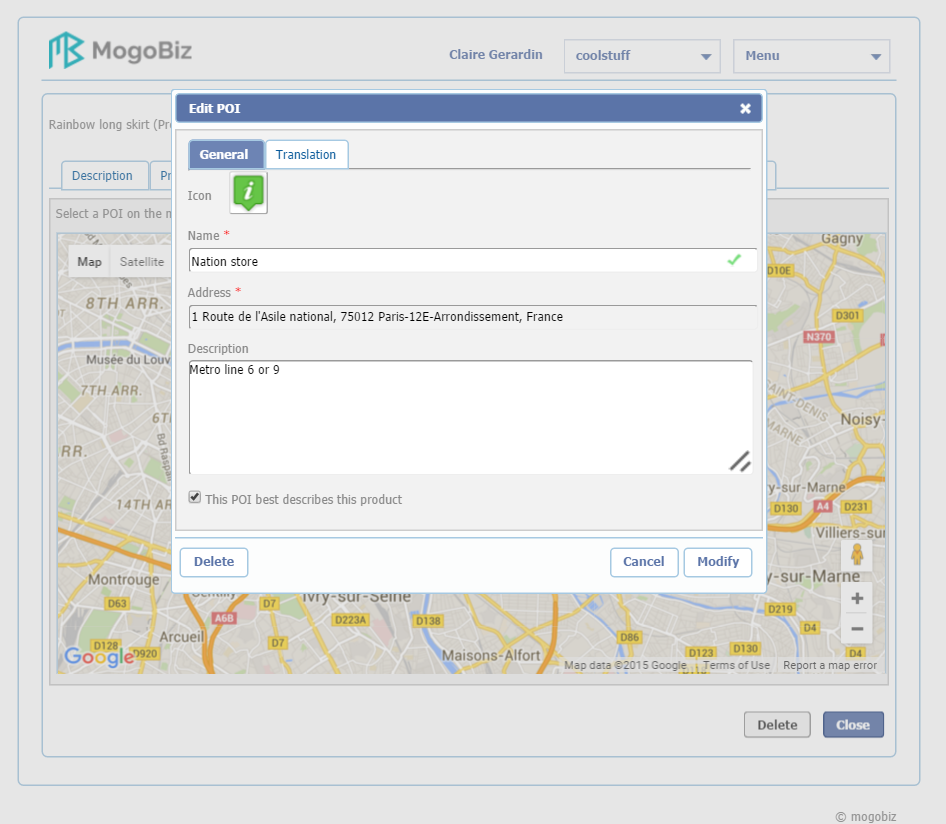 MogoBiz
Claire Gerardin
coolstuff
Menu
Rainbow long skirt
Edit POI
General
Translation
Description
Icon
Select a POI on the
Name *
Nation store
Address *
1 Route de l'Asile national, 75012 Paris-12E-Arrondissement, France
Description
Metro line 6 or 9
This POI best describes this product
Delete
Cancel
Modify
Map
Satellite
Gagny
D10E
8TH ARR.
D301
N370
Musée du Louv
7TH ARR.
SAINT-DENIS
6T
Noisy-
MARNE
RR.
Bd Raspail
y-sur-Marne
14TH AR
D130
A4
D231
Villiers-sur
Montrouge
y-sur-Marne
Gentilly
Ivry-sur-Seine
D63
D7
D219
A6B
D223A
D138
D4
Arcueil
D7
D86
D128
D920
D123
D130
D4
Google
Maisons-Alfort
Map data ©2015 Google
Terms of Use
Report a map error
Delete
Close
© mogobiz